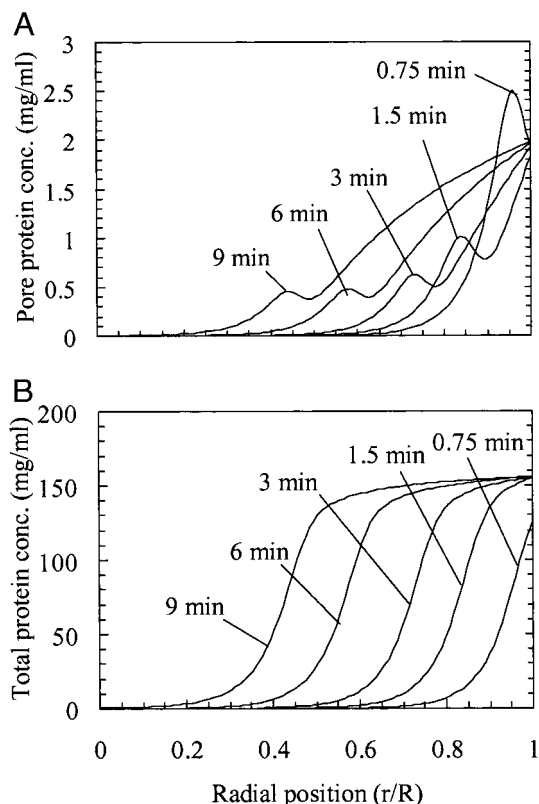 A
Pore protein conc. (mg/ml)
3
2.5
2
1.5
1
0.5
0
0.75 min
1.5 min
3 min
6 min
9 min
B
Total protein conc. (mg/ml)
200
150
100
50
0
0.75 min
1.5 min
3 min
6 min
9 min
0 0.2 0.4 0.6 0.8 1
Radial position (r/R)